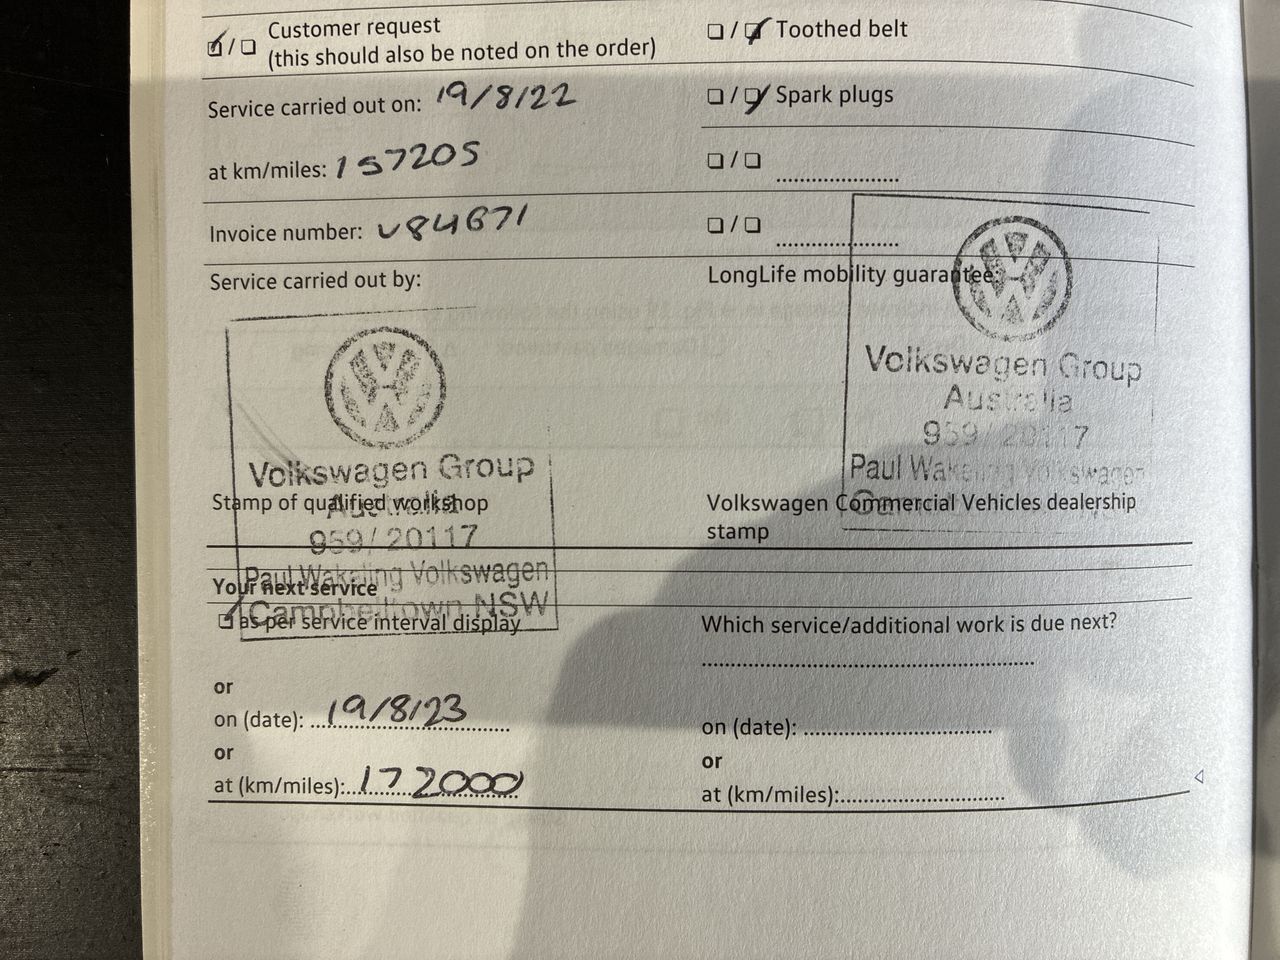 Customer request
(this should also be noted on the order)
Toothed belt
Service carried out on: 19/8/22
Spark plugs
at km/miles: 157205
Invoice number: V84671
Service carried out by:
LongLife mobility guarantee:
Volkswagen Group
Australia
959/20117
Paul Wakeling Volkswagen
Campbelltown NSW
Volkswagen Group
Australia
959/20117
Paul Wakeling Volkswagen
Stamp of qualified workshop
Volkswagen Commercial Vehicles dealership
stamp
Your next service
as per service interval display
Which service/additional work is due next?
or
on (date): 19/8/23
on (date):
or
or
at (km/miles): 172000
at (km/miles):